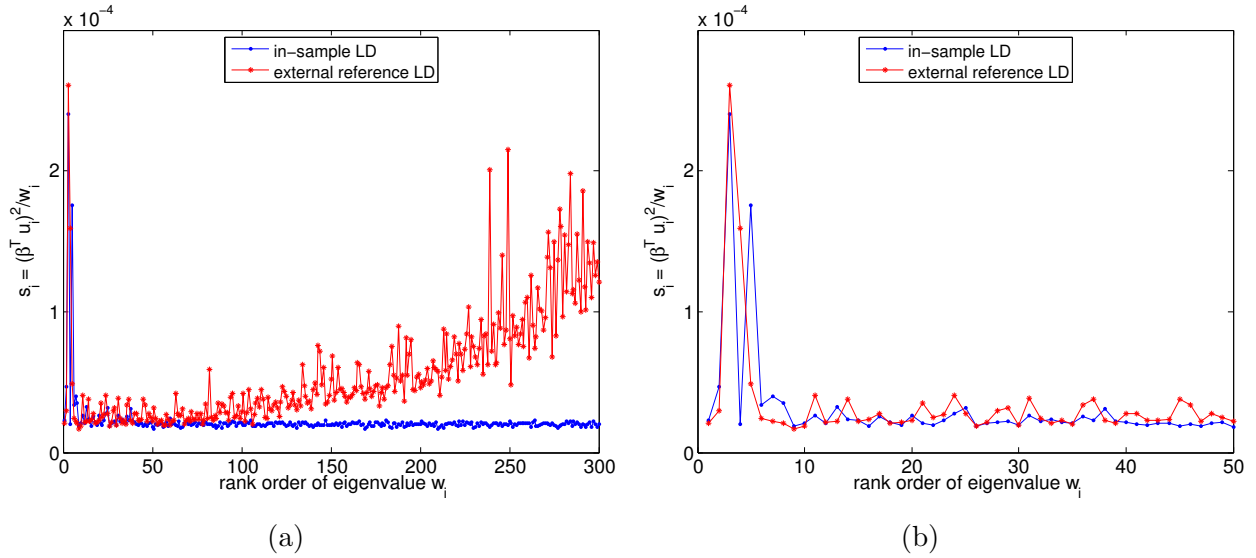 x 10⁻⁴
in-sample LD
external reference LD
s_i = (β^T u_i)²/w_i
2
1
0
0 50 100 150 200 250 300
rank order of eigenvalue w_i
(a)
x 10⁻⁴
in-sample LD
external reference LD
s_i = (β^T u_i)²/w_i
2
1
0
0 10 20 30 40 50
rank order of eigenvalue w_i
(b)